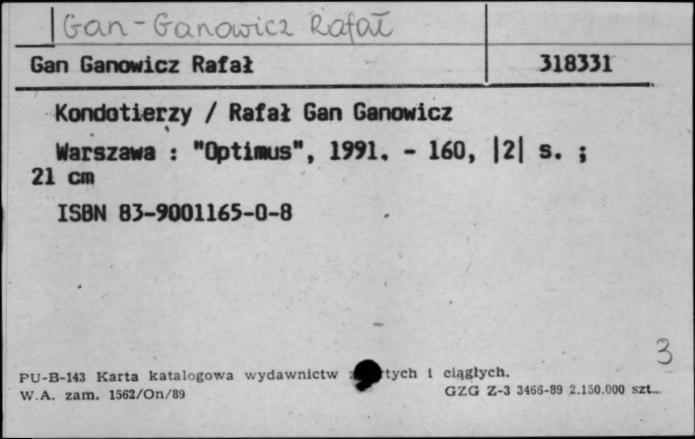 Gan-Ganowicz Rafał
Gan Ganowicz Rafał 318331
Kondotierzy / Rafał Gan Ganowicz
Warszawa : "Optimus", 1991. - 160, |2| s. ;
21 cm
ISBN 83-9001165-0-8
3
PU-B-143 Karta katalogowa wydawnictw i ciągłych.
W.A. zam. 1562/On/89 GZG Z-3 3466-89 2.150.000 szt.